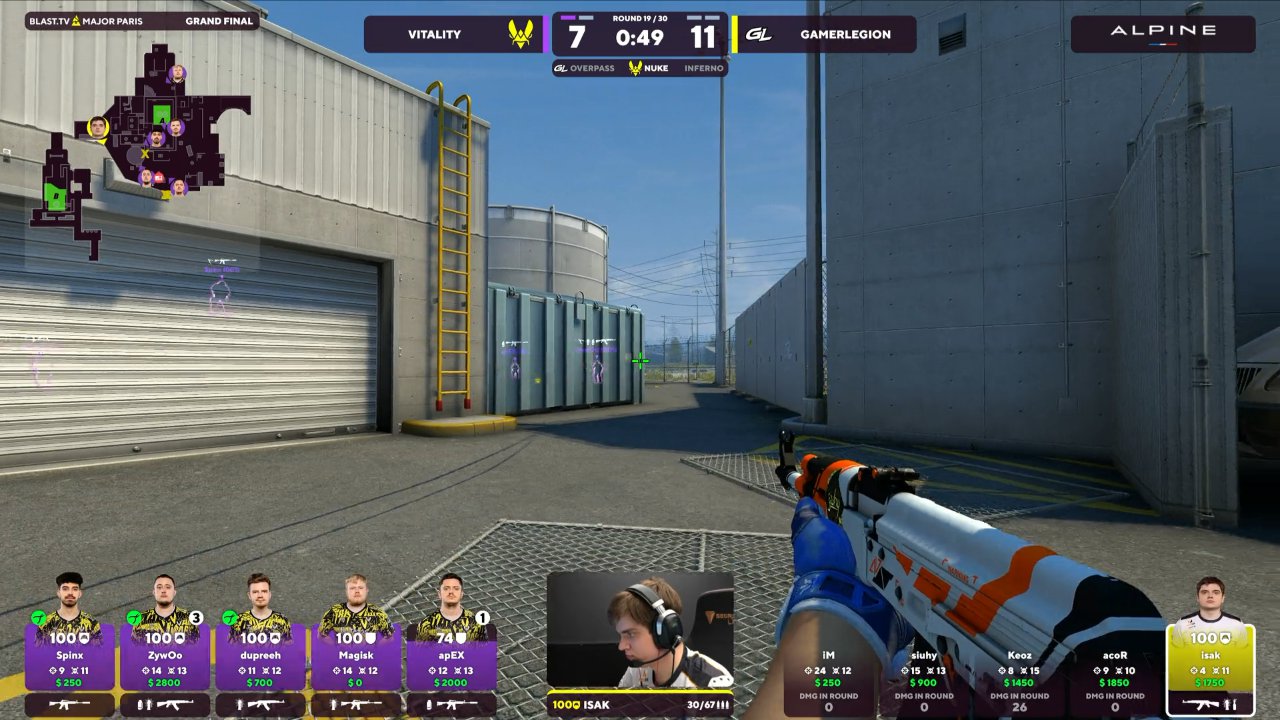 BLAST.TV MAJOR PARIS GRAND FINAL
VITALITY
7
ROUND 19 / 30
0:49
11
GL GAMERLEGION
GL OVERPASS NUKE INFERNO
ALPINE
100 Spinx 9 11 $250
3 100 ZywOo 14 13 $2800
100 dupreeh 11 12 $700
100 Magisk 14 12 $0
1 74 apEX 12 13 $2000
100 ISAK 30/67
iM 24 12 $250 DMG IN ROUND 0
siuhy 15 13 $900 DMG IN ROUND 0
Keoz 8 15 $1450 DMG IN ROUND 26
acoR 9 10 $1850 DMG IN ROUND 0
100 isak 4 11 $1750